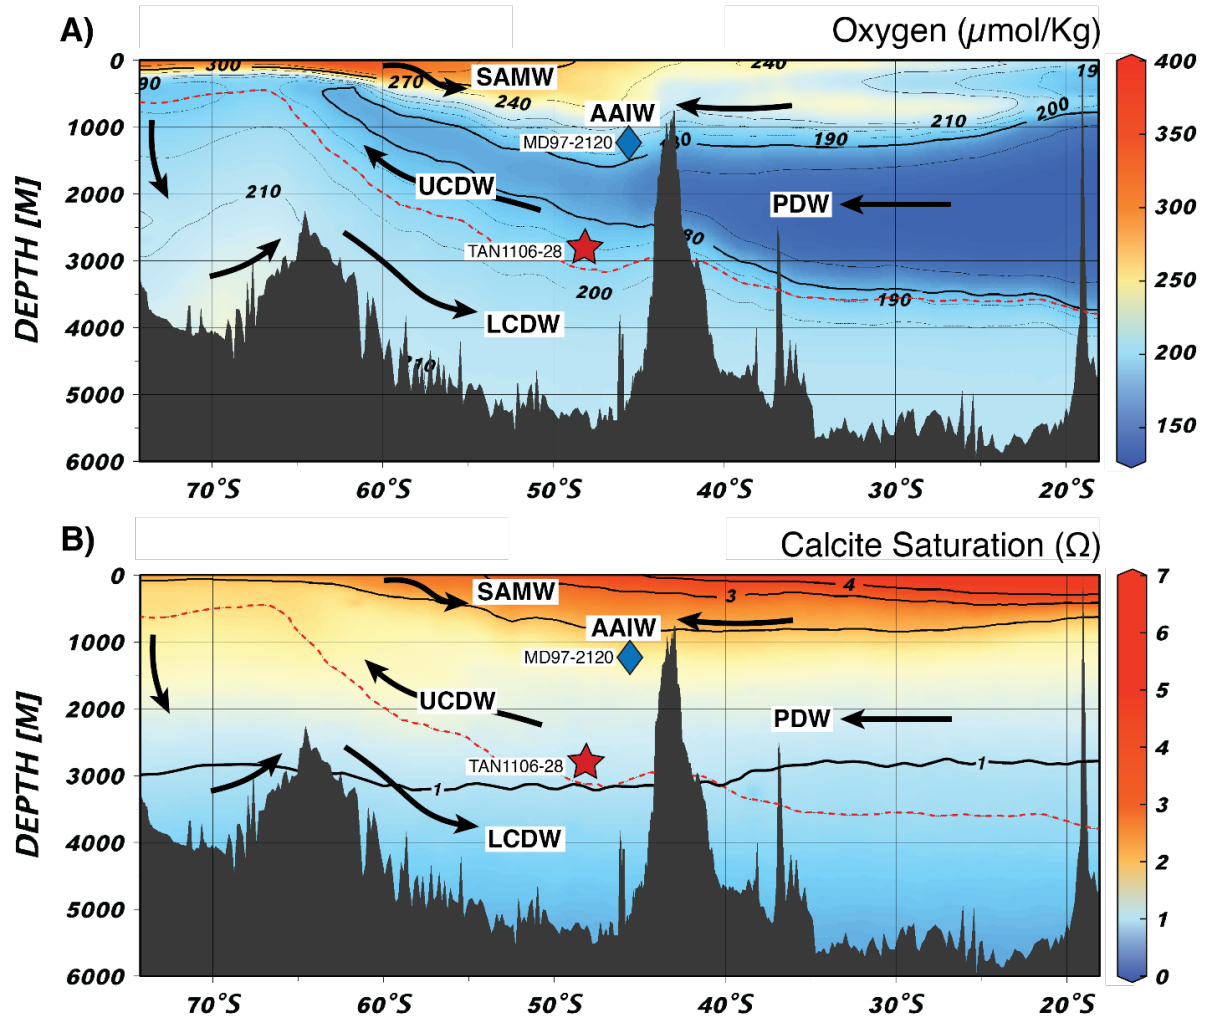 A)
Oxygen (µmol/Kg)
0
1000
2000
3000
4000
5000
6000
DEPTH [M]
300
90
270
SAMW
240
240
19
200
210
AAIW
MD97-2120
190
UCDW
210
PDW
TAN1106-28
80
200
190
LCDW
210
70°S
60°S
50°S
40°S
30°S
20°S
400
350
300
250
200
150
B)
Calcite Saturation (Ω)
0
1000
2000
3000
4000
5000
6000
DEPTH [M]
SAMW
3
4
AAIW
MD97-2120
UCDW
PDW
TAN1106-28
1
1
LCDW
70°S
60°S
50°S
40°S
30°S
20°S
7
6
5
4
3
2
1
0